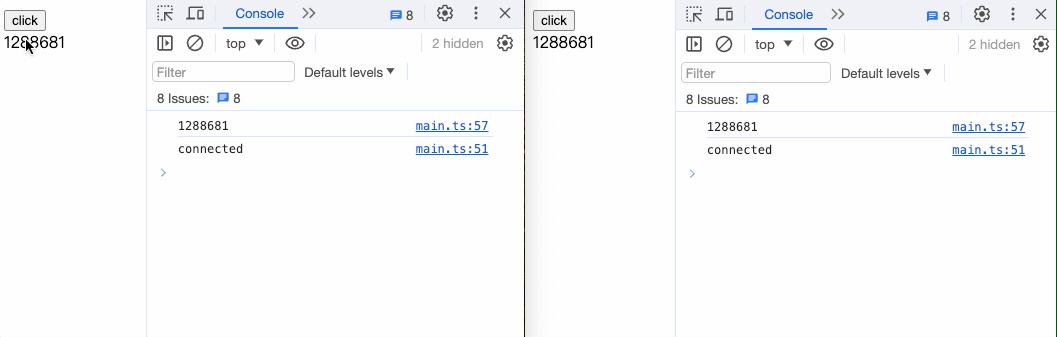 click
1288681
Console
8
top
2 hidden
Filter
Default levels
8 Issues: 8
1288681 main.ts:57
connected main.ts:51
click
1288681
Console
8
top
2 hidden
Filter
Default levels
8 Issues: 8
1288681 main.ts:57
connected main.ts:51